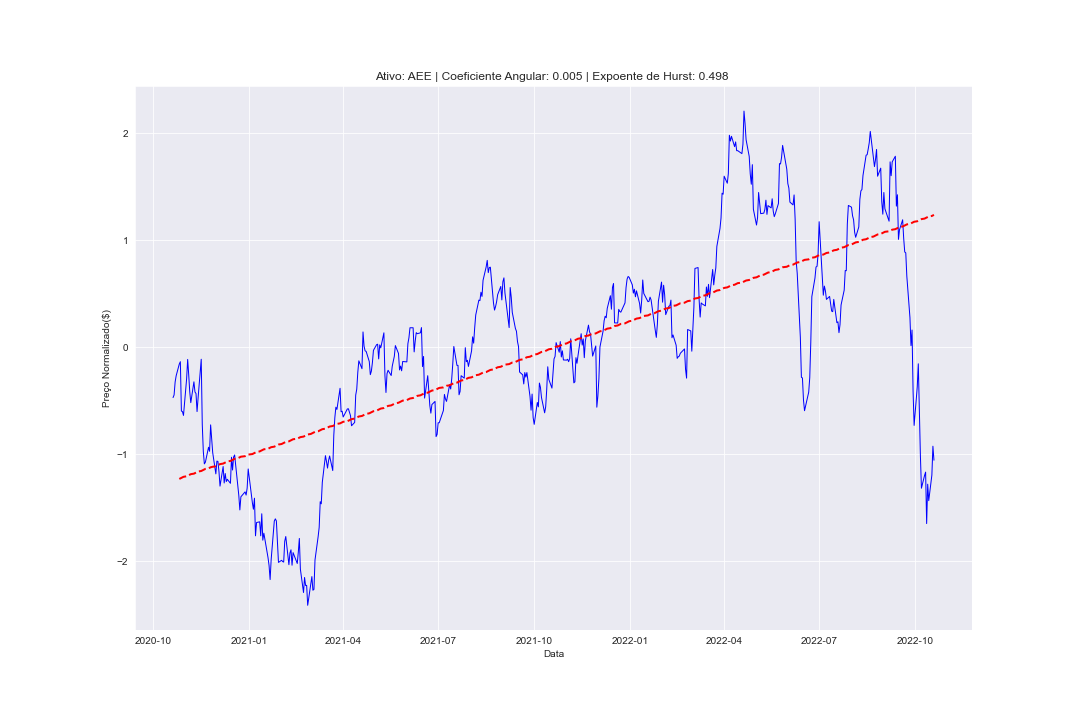 Ativo: AEE | Coeficiente Angular: 0.005 | Expoente de Hurst: 0.498
Preço Normalizado($)
2
1
0
−1
−2
2020-10 2021-01 2021-04 2021-07 2021-10 2022-01 2022-04 2022-07 2022-10
Data